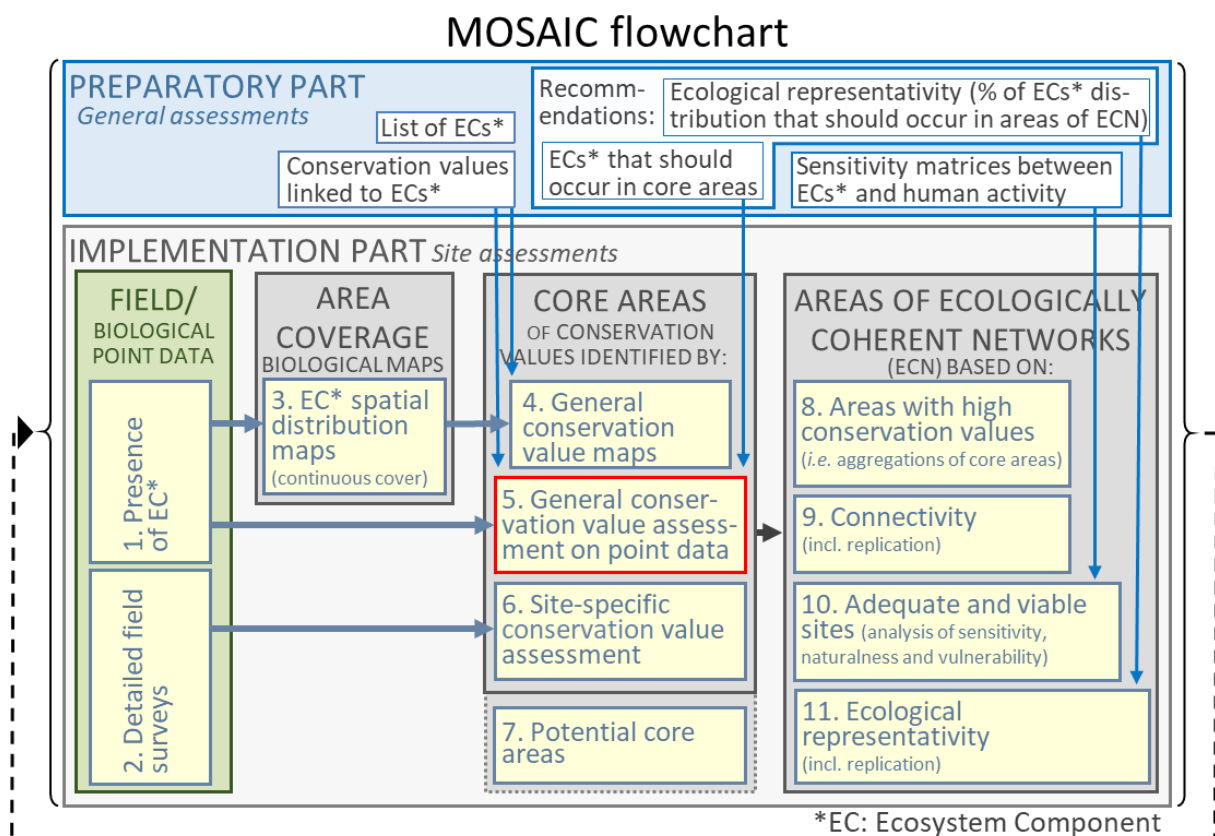 MOSAIC flowchart
PREPARATORY PART
General assessments
List of ECs*
Conservation values
linked to ECs*
Recomm-
endations:
Ecological representativity (% of ECs* dis-
tribution that should occur in areas of ECN)
ECs* that should
occur in core areas
Sensitivity matrices between
ECs* and human activity
IMPLEMENTATION PART Site assessments
FIELD/
BIOLOGICAL
POINT DATA
1. Presence
of EC*
2. Detailed field
surveys
AREA
COVERAGE
BIOLOGICAL MAPS
3. EC* spatial
distribution
maps
(continuous cover)
CORE AREAS
OF CONSERVATION
VALUES IDENTIFIED BY:
4. General
conservation
value maps
5. General conser-
vation value assess-
ment on point data
6. Site-specific
conservation value
assessment
7. Potential core
areas
AREAS OF ECOLOGICALLY
COHERENT NETWORKS
(ECN) BASED ON:
8. Areas with high
conservation values
(i.e. aggregations of core areas)
9. Connectivity
(incl. replication)
10. Adequate and viable
sites (analysis of sensitivity,
naturalness and vulnerability)
11. Ecological
representativity
(incl. replication)
*EC: Ecosystem Component